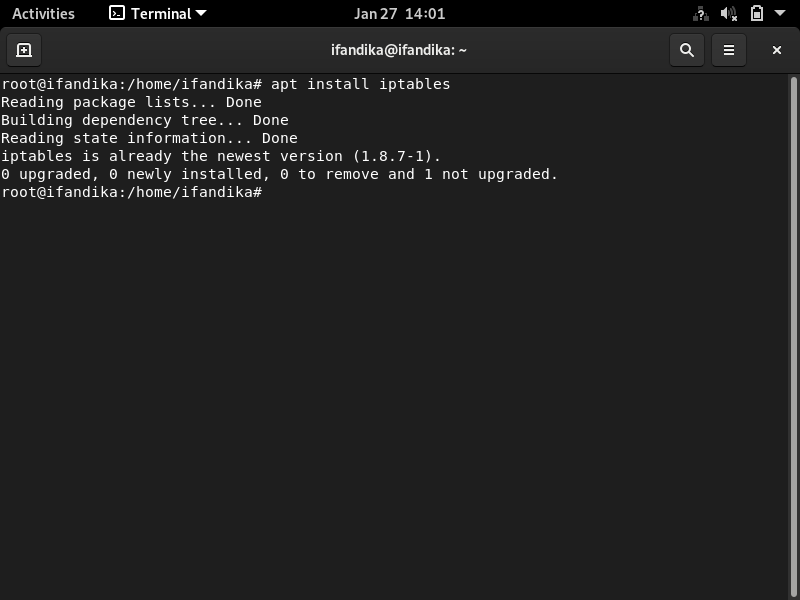 Activities Terminal Jan 27 14:01
ifandika@ifandika: ~
root@ifandika:/home/ifandika# apt install iptables
Reading package lists... Done
Building dependency tree... Done
Reading state information... Done
iptables is already the newest version (1.8.7-1).
0 upgraded, 0 newly installed, 0 to remove and 1 not upgraded.
root@ifandika:/home/ifandika#